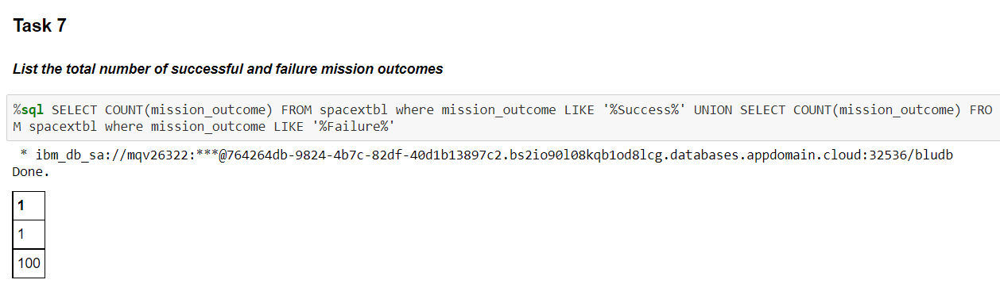 Task 7
List the total number of successful and failure mission outcomes
%sql SELECT COUNT(mission_outcome) FROM spacextbl where mission_outcome LIKE '%Success%' UNION SELECT COUNT(mission_outcome) FRO
M spacextbl where mission_outcome LIKE '%Failure%'
* ibm_db_sa://mqv26322:***@764264db-9824-4b7c-82df-40d1b13897c2.bs2io90l08kqb1od8lcg.databases.appdomain.cloud:32536/bludb
Done.
1
1
100